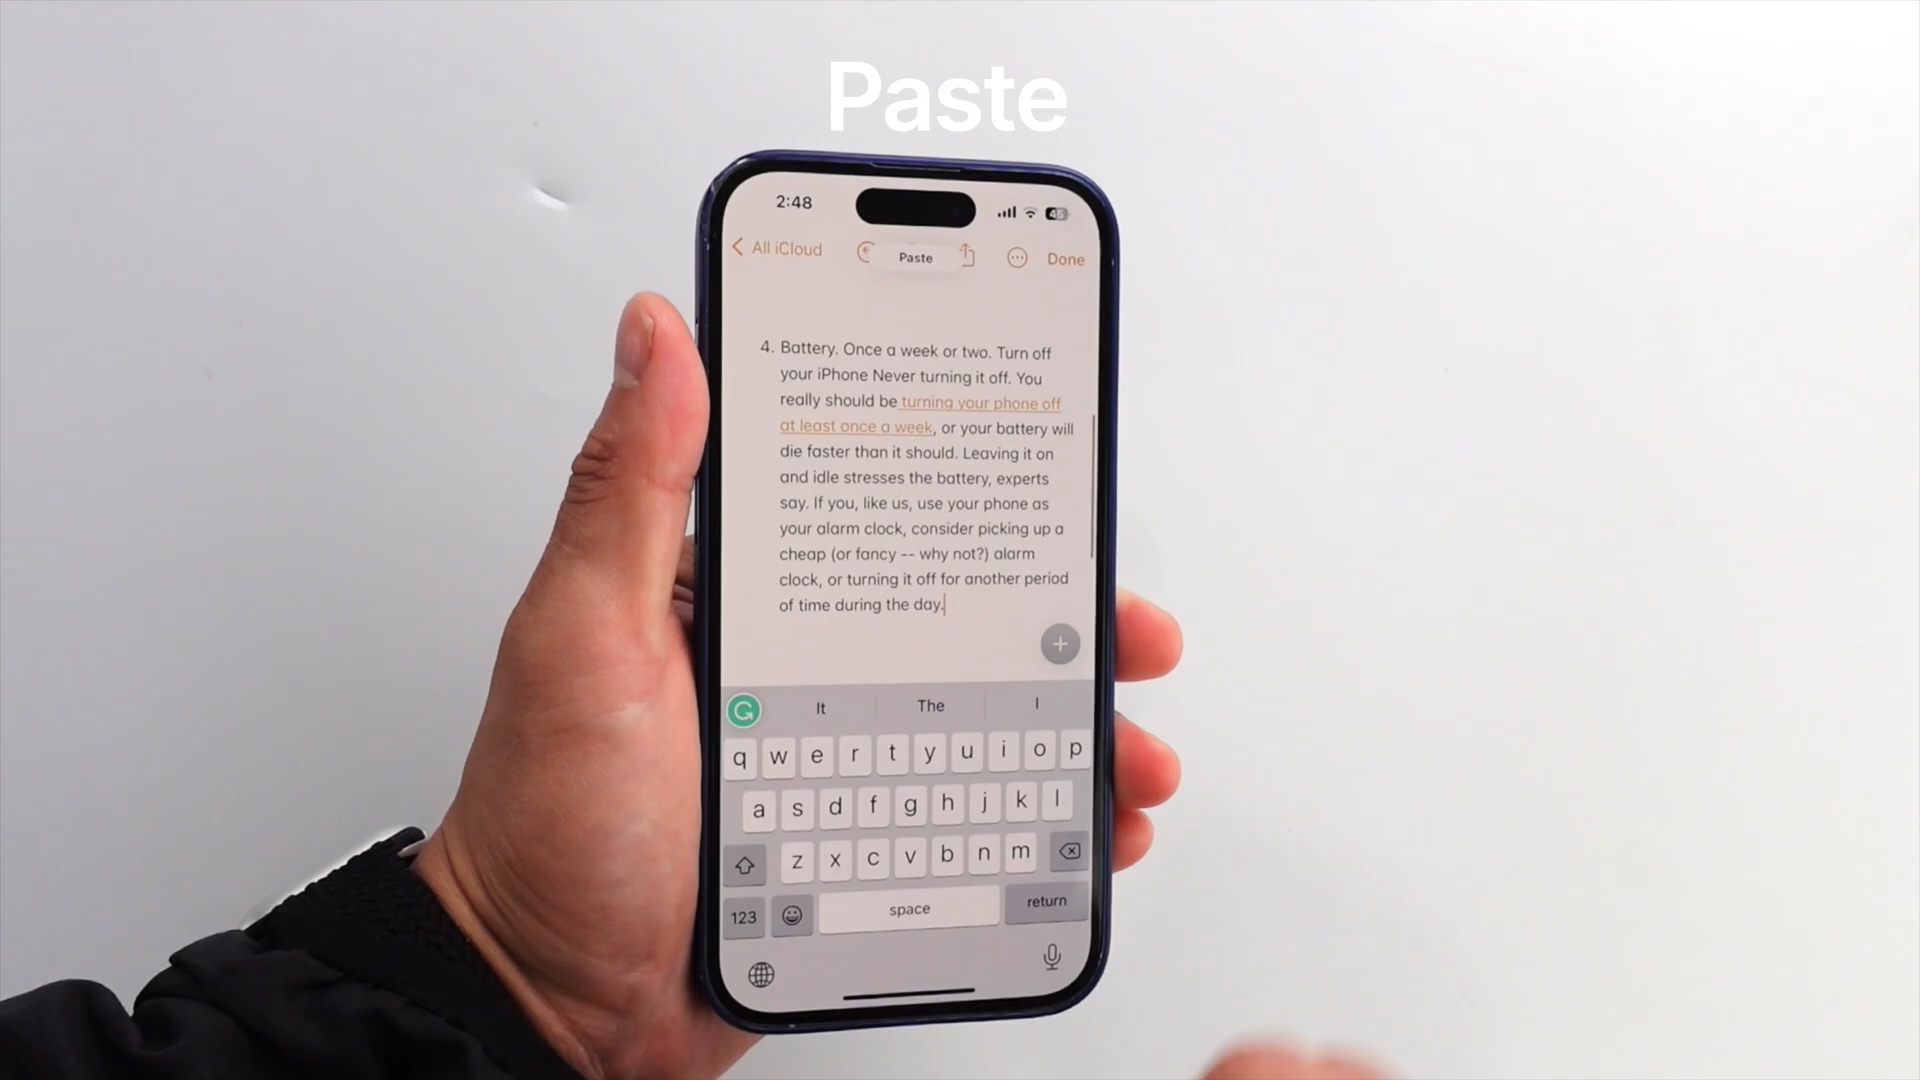 Paste
2:48
All iCloud
Paste
Done
4. Battery. Once a week or two. Turn off
your iPhone Never turning it off. You
really should be turning your phone off
at least once a week, or your battery will
die faster than it should. Leaving it on
and idle stresses the battery, experts
say. If you, like us, use your phone as
your alarm clock, consider picking up a
cheap (or fancy -- why not?) alarm
clock, or turning it off for another period
of time during the day.
It The I
q w e r t y u i o p
a s d f g h j k l
z x c v b n m
123 space return